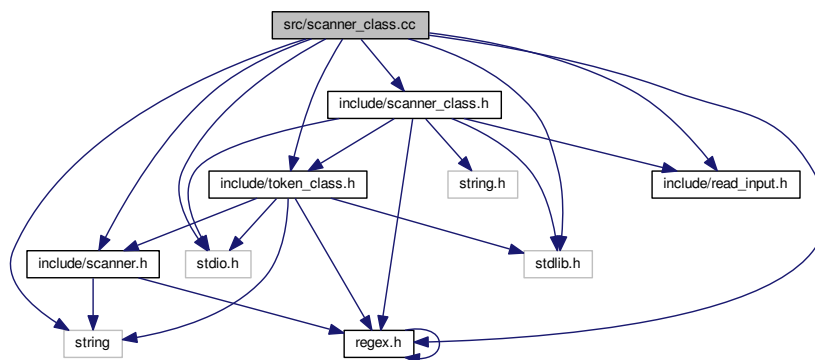 src/scanner_class.cc
include/scanner_class.h
include/token_class.h
string.h
include/read_input.h
include/scanner.h
stdio.h
stdlib.h
string
regex.h